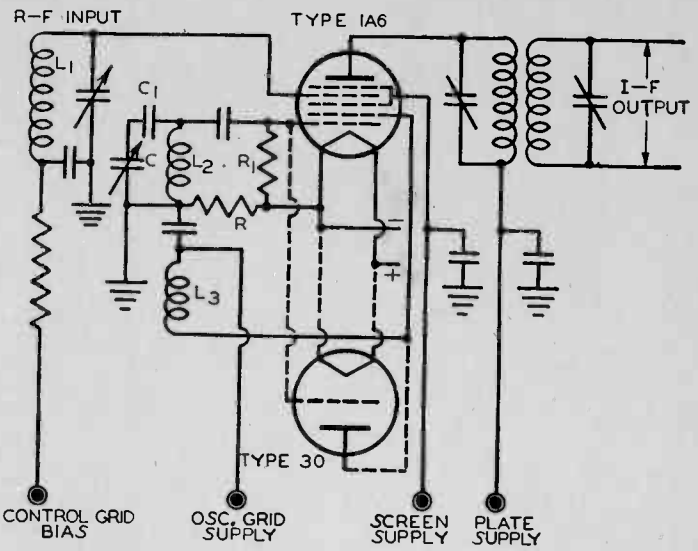 R-F INPUT
TYPE 1A6
L1
C1
C
L2
R1
R
I-F
OUTPUT
−
+
L3
TYPE 30
CONTROL GRID
BIAS
OSC. GRID
SUPPLY
SCREEN
SUPPLY
PLATE
SUPPLY